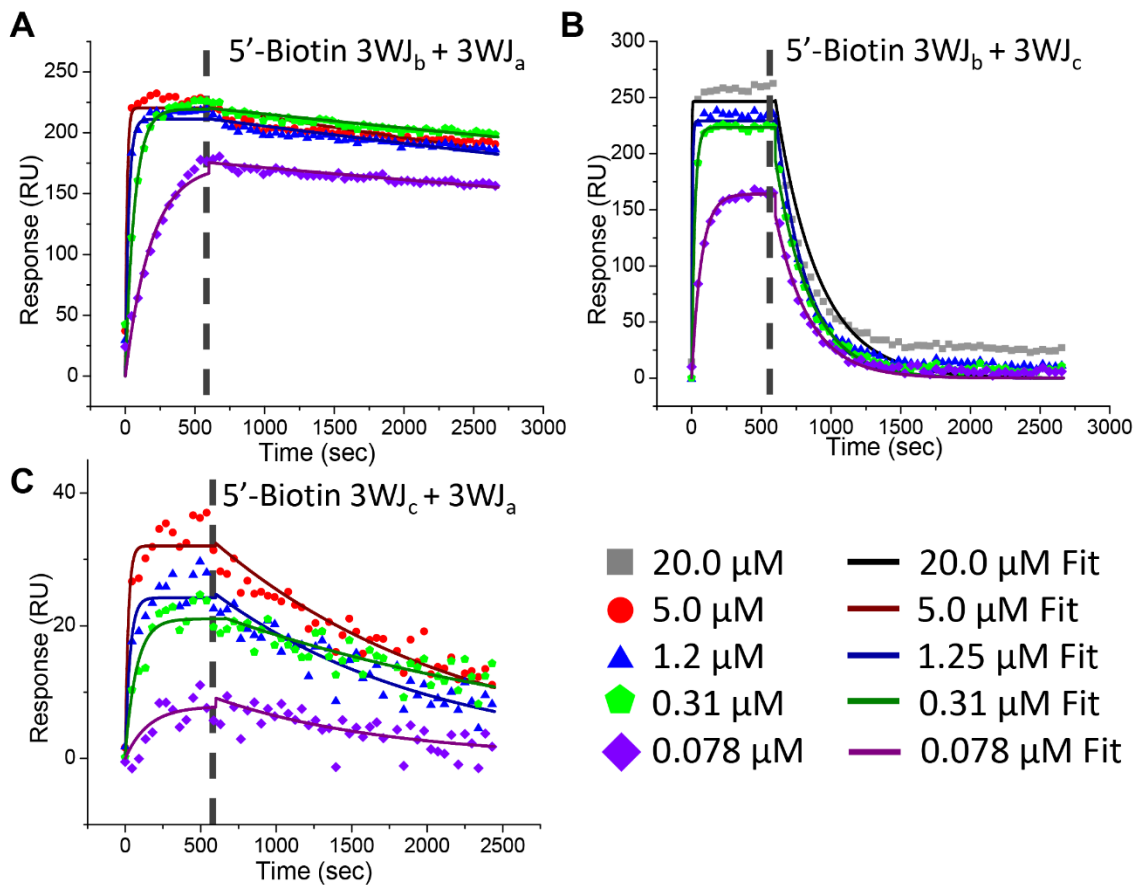 A
5'-Biotin 3WJb + 3WJa
250
200
150
100
50
0
Response (RU)
0 500 1000 1500 2000 2500 3000
Time (sec)
B
5'-Biotin 3WJb + 3WJc
300
250
200
150
100
50
0
Response (RU)
0 500 1000 1500 2000 2500 3000
Time (sec)
C
5'-Biotin 3WJc + 3WJa
40
20
0
Response (RU)
0 500 1000 1500 2000 2500
Time (sec)
20.0 µM 20.0 µM Fit
5.0 µM 5.0 µM Fit
1.2 µM 1.25 µM Fit
0.31 µM 0.31 µM Fit
0.078 µM 0.078 µM Fit